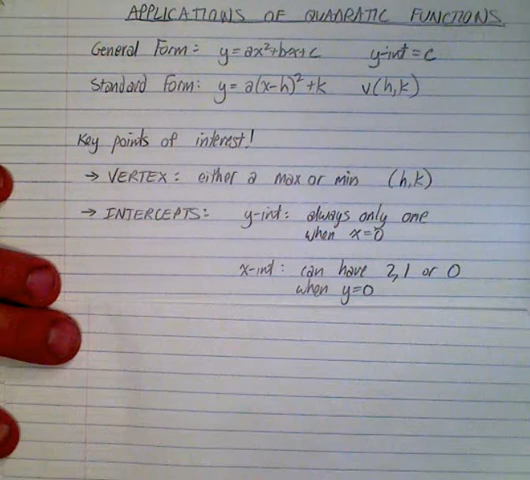 APPLICATIONS OF QUADRATIC FUNCTIONS
General Form: y=ax²+bx+c y-int=c
Standard Form: y=a(x-h)²+k V(h,k)
Key points of interest!
→ VERTEX: either a max or min (h,k)
→ INTERCEPTS: y-int: always only one
when x=0
x-int: can have 2,1 or 0
when y=0